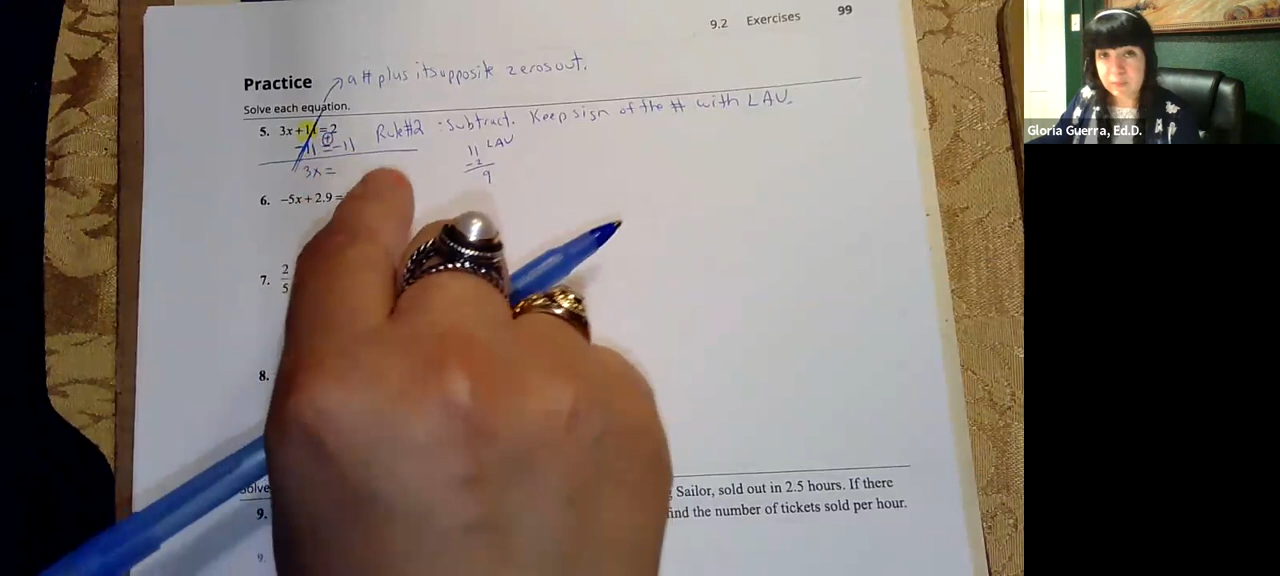 9.2 Exercises 99
Practice a # plus its opposite zeros out.
Solve each equation.
5. 3x + 11 = 2 Rule #2 : Subtract. Keep sign of the # with LAV.
-11 = -11 11 LAV
-2
3x = 9
6. -5x + 2.9 =
7. 2
5
8.
Sailor, sold out in 2.5 hours. If there
9. find the number of tickets sold per hour.
9.
Gloria Guerra, Ed.D.